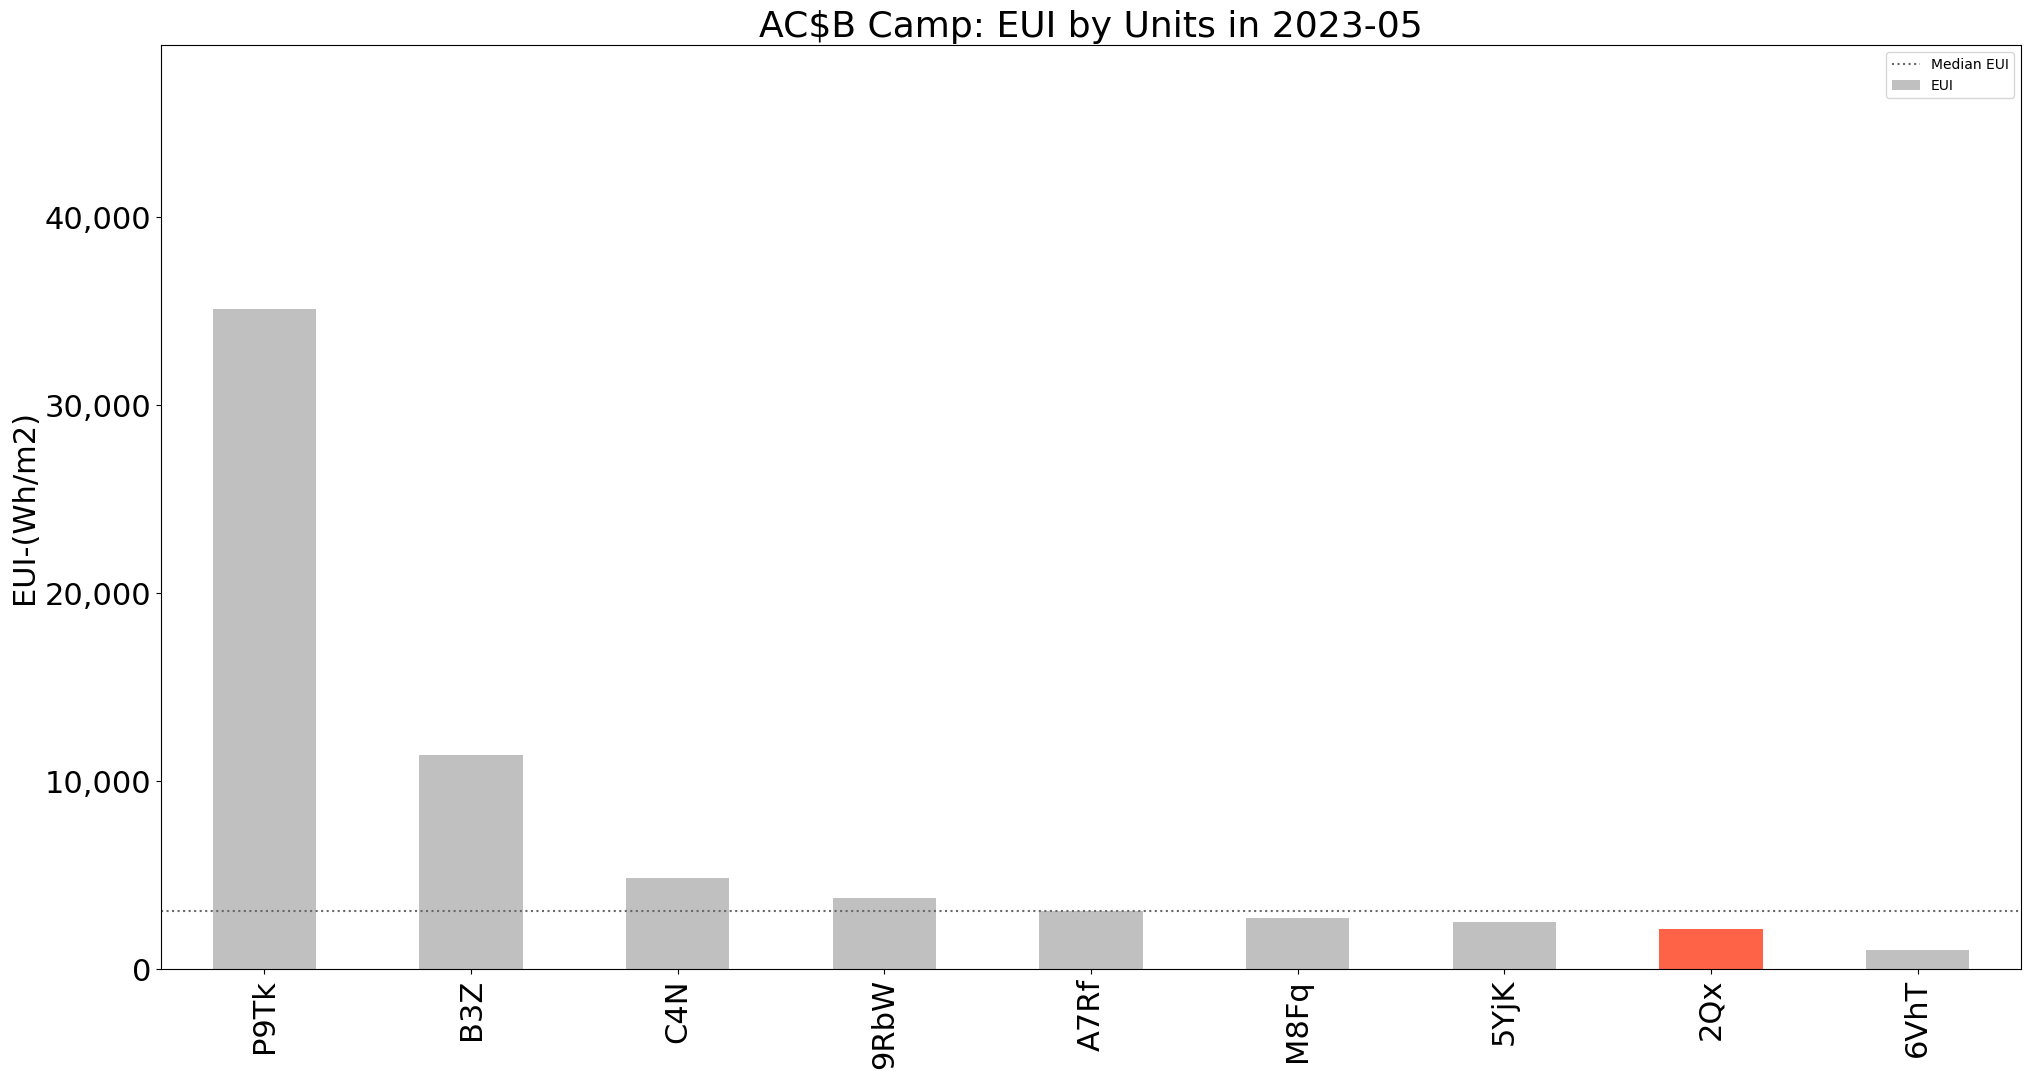 AC$B Camp: EUI by Units in 2023-05
Median EUI
EUI
EUI-(Wh/m2)
40,000
30,000
20,000
10,000
0
P9Tk
B3Z
C4N
9RbW
A7Rf
M8Fq
5YjK
2Qx
6VhT